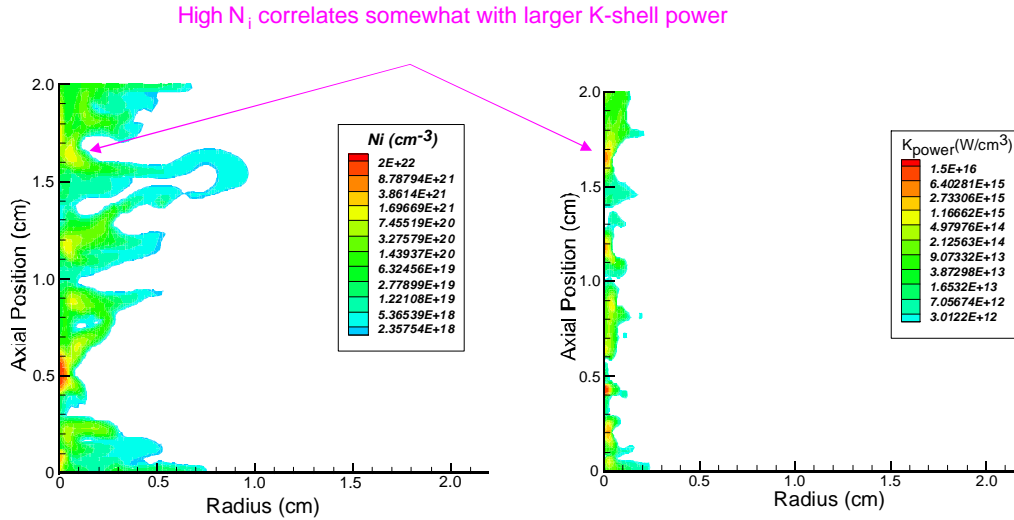 High Ni correlates somewhat with larger K-shell power
Axial Position (cm)
2.0
1.5
1.0
0.5
0
0
0.5
1.0
1.5
2.0
Radius (cm)
Ni (cm-3)
2E+22
8.78794E+21
3.8614E+21
1.69669E+21
7.45519E+20
3.27579E+20
1.43937E+20
6.32456E+19
2.77899E+19
1.22108E+19
5.36539E+18
2.35754E+18
Axial Position (cm)
2.0
1.5
1.0
0.5
0
0
0.5
1.0
1.5
2.0
Radius (cm)
Kpower(W/cm3)
1.5E+16
6.40281E+15
2.73306E+15
1.16662E+15
4.97976E+14
2.12563E+14
9.07332E+13
3.87298E+13
1.6532E+13
7.05674E+12
3.0122E+12